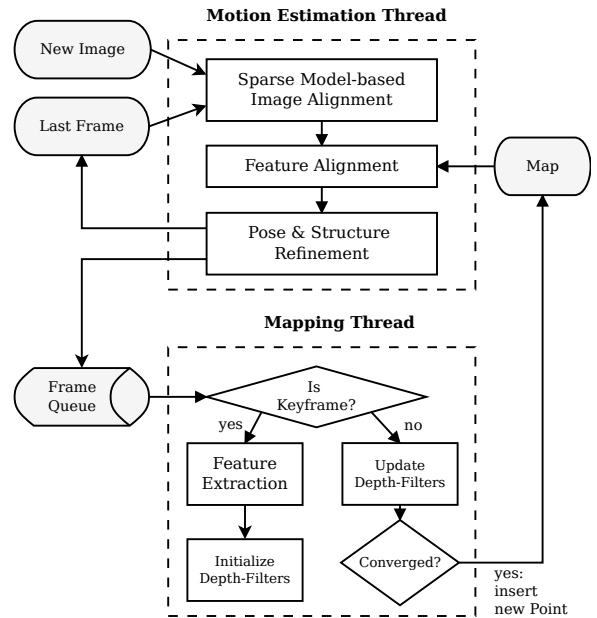 Motion Estimation Thread
New Image
Last Frame
Sparse Model-based
Image Alignment
Feature Alignment
Map
Pose & Structure
Refinement
Mapping Thread
Frame
Queue
Is
Keyframe?
yes
no
Feature
Extraction
Update
Depth-Filters
Initialize
Depth-Filters
Converged?
yes:
insert
new Point